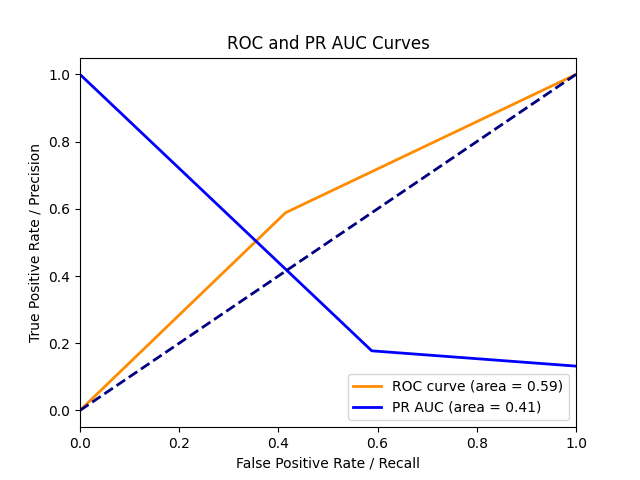 ROC and PR AUC Curves
True Positive Rate / Precision
1.0
0.8
0.6
0.4
0.2
0.0
ROC curve (area = 0.59)
PR AUC (area = 0.41)
0.0 0.2 0.4 0.6 0.8 1.0
False Positive Rate / Recall